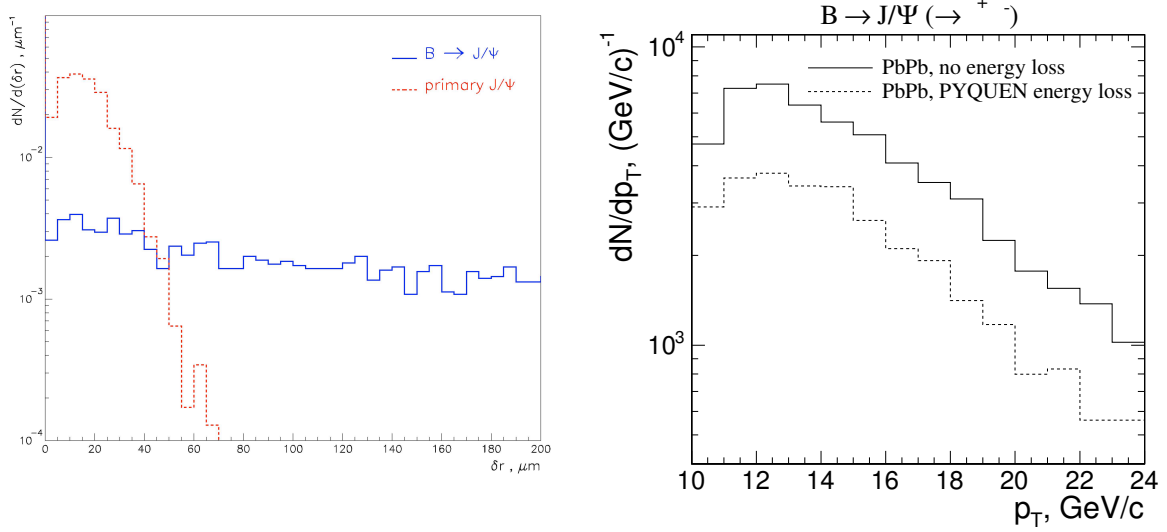 dN/d(δr) , μm⁻¹
B → J/Ψ
primary J/Ψ
10⁻²
10⁻³
10⁻⁴
0 20 40 60 80 100 120 140 160 180 200
δr , μm
B → J/Ψ (→ ⁺ ⁻)
dN/dp_T, (GeV/c)⁻¹
10⁴
PbPb, no energy loss
PbPb, PYQUEN energy loss
10³
10 12 14 16 18 20 22 24
p_T, GeV/c